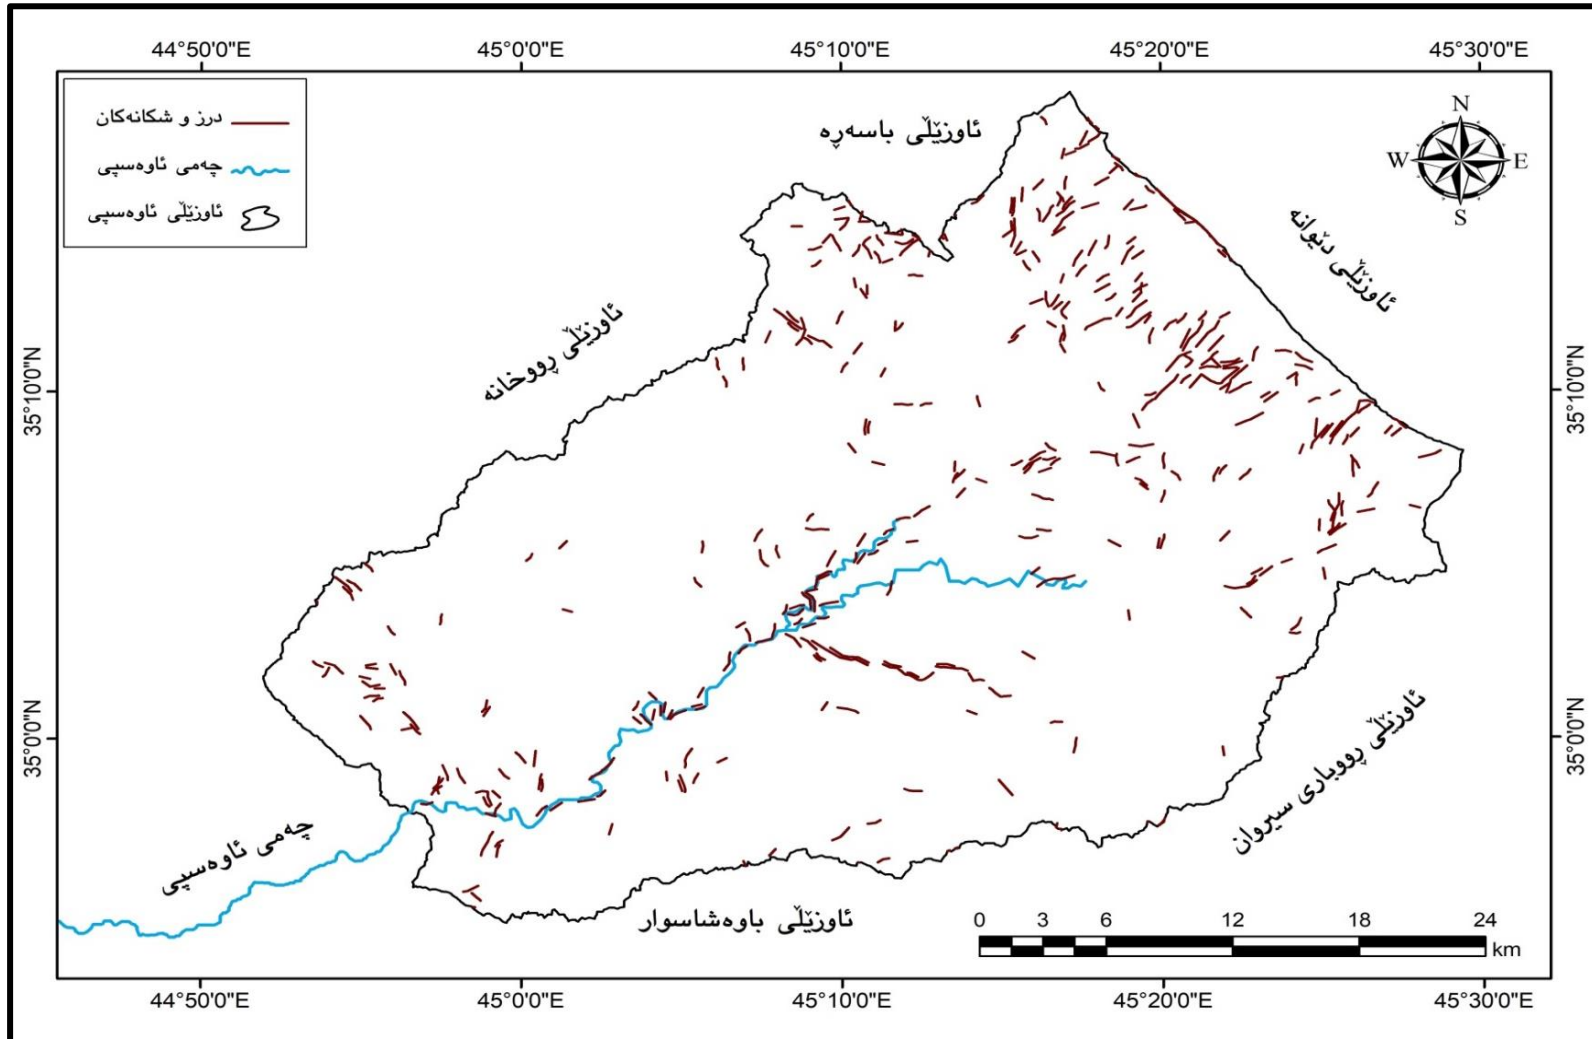 44°50'0"E 45°0'0"E 45°10'0"E 45°20'0"E 45°30'0"E
درز و شکانەکان
چەمی ئاوەسپی
ئاوزێڵی ئاوەسپی
ئاوزێڵی باسەڕە
N
W E
S
ئاوزێڵی دێوانە
ئاوزێڵی ڕووخانە
35°10'0"N 35°10'0"N
ئاوزێڵی ڕووباری سیروان
35°0'0"N 35°0'0"N
چەمی ئاوەسپی
ئاوزێڵی باوەشاسوار
0 3 6 12 18 24
km
44°50'0"E 45°0'0"E 45°10'0"E 45°20'0"E 45°30'0"E